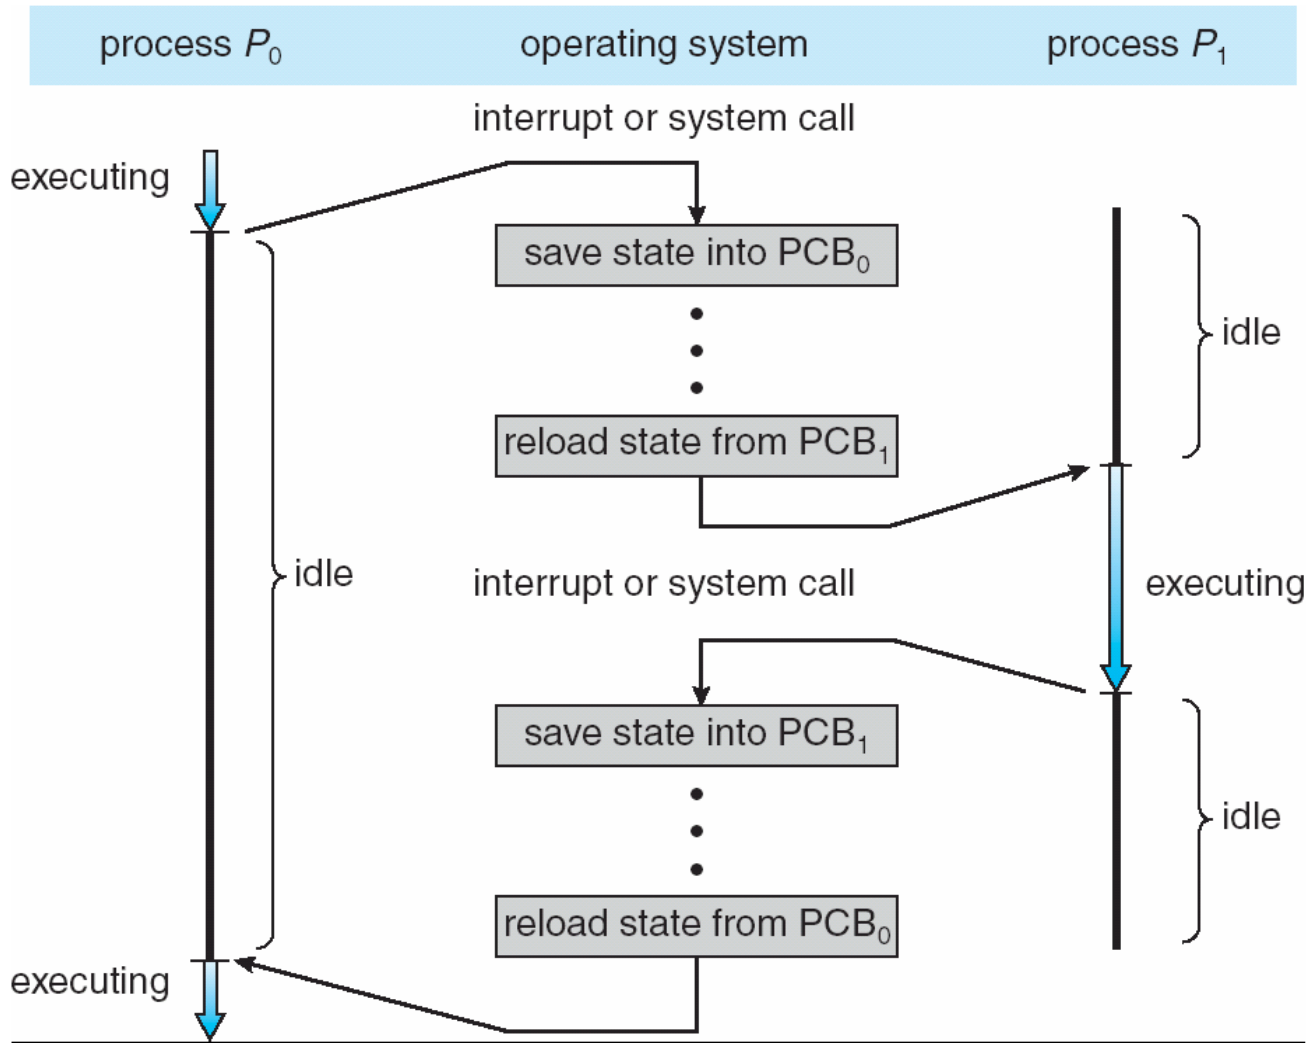 process P0
operating system
process P1
interrupt or system call
executing
save state into PCB0
idle
reload state from PCB1
idle
interrupt or system call
executing
save state into PCB1
idle
reload state from PCB0
executing